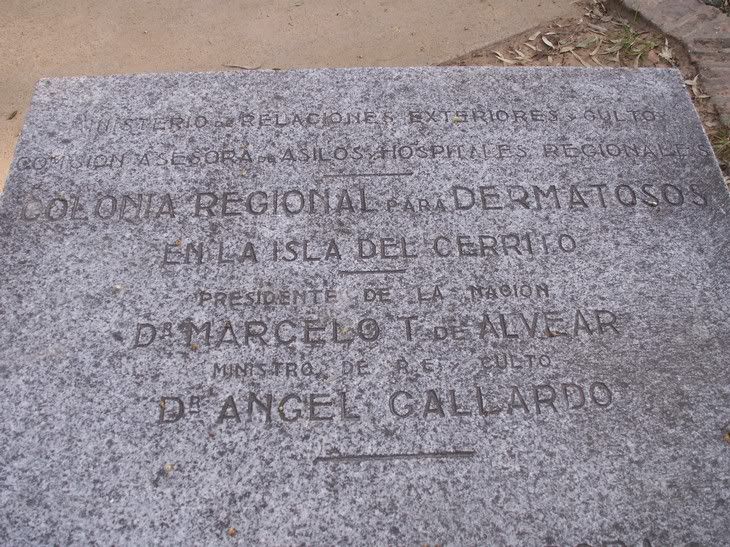 MINISTERIO DE RELACIONES EXTERIORES Y CULTO
COMISION ASESORA DE ASILOS Y HOSPITALES REGIONALES
COLONIA REGIONAL PARA DERMATOSOS
EN LA ISLA DEL CERRITO
PRESIDENTE DE LA NACION
DR MARCELO T. DE ALVEAR
MINISTRO DE R.E. CULTO
DR ANGEL GALLARDO